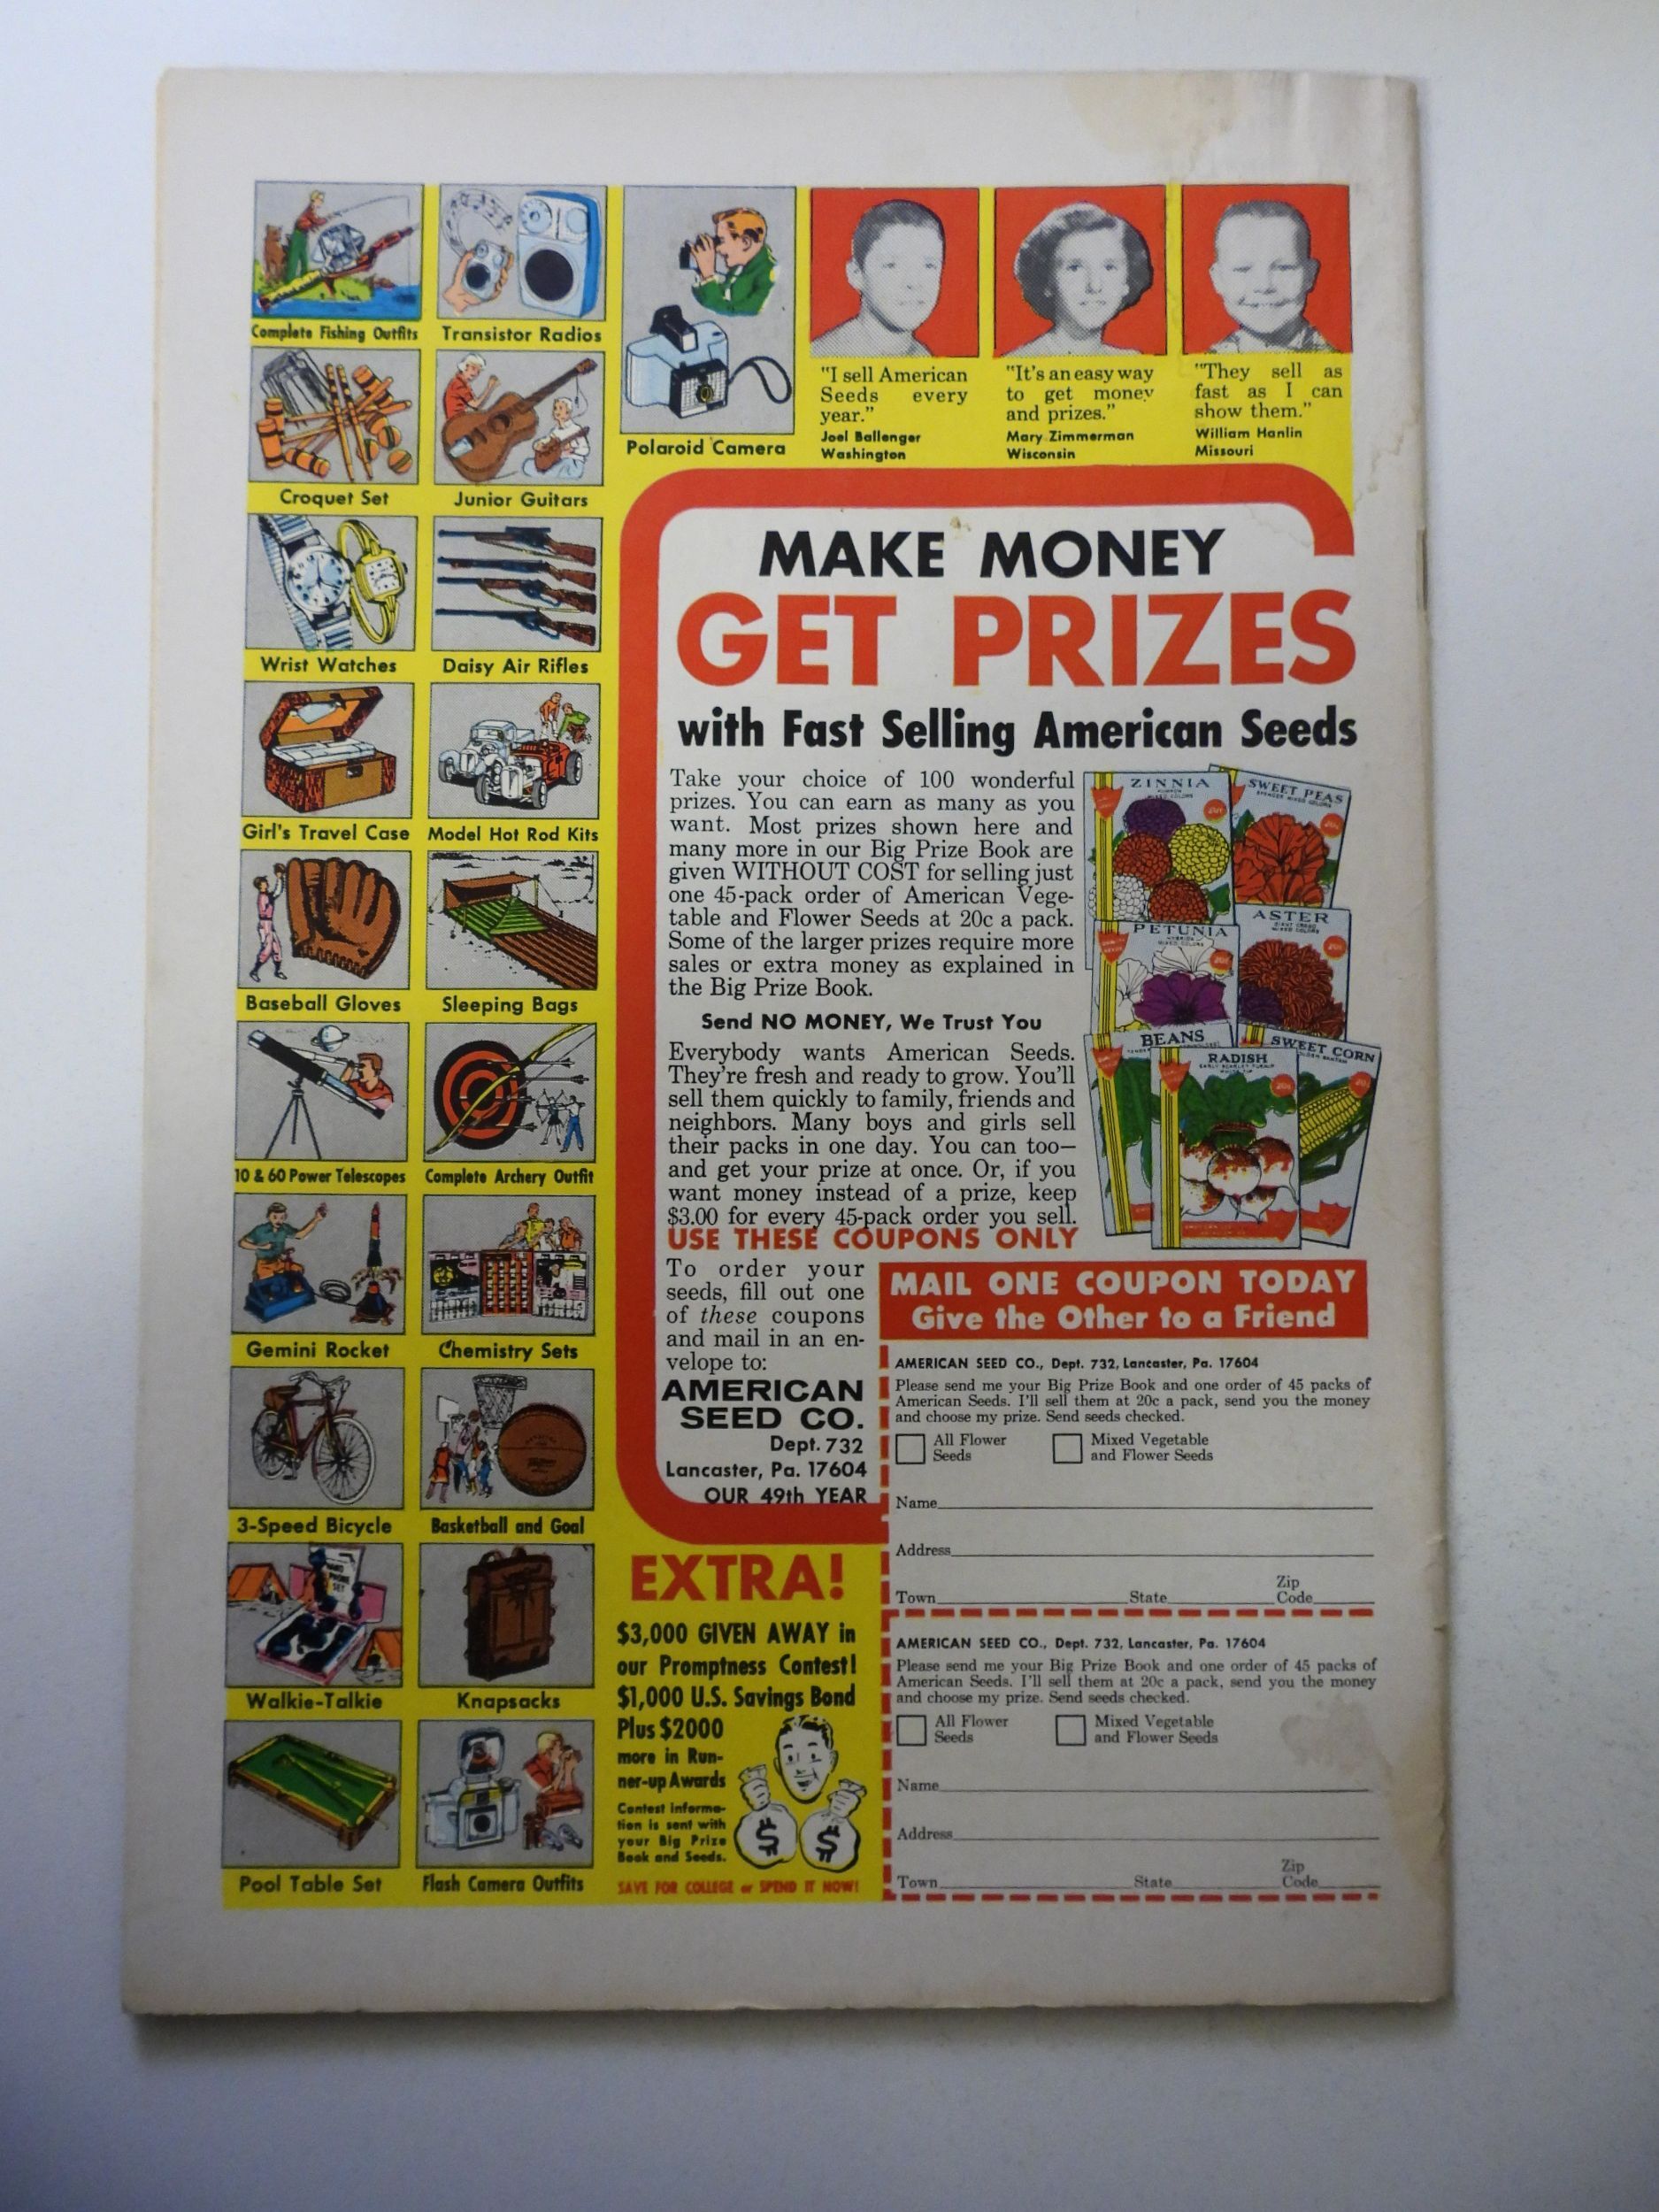 Complete Fishing Outfits
Transistor Radios
Croquet Set
Junior Guitars
Wrist Watches
Daisy Air Rifles
Girl's Travel Case
Model Hot Rod Kits
Baseball Gloves
Sleeping Bags
10 & 60 Power Telescopes
Complete Archery Outfit
Gemini Rocket
Chemistry Sets
3-Speed Bicycle
Basketball and Goal
Walkie-Talkie
Knapsacks
Pool Table Set
Flash Camera Outfits
Polaroid Camera
"I sell American
Seeds every
year."
Joel Ballenger
Washington
"It's an easy way
to get money
and prizes."
Mary Zimmerman
Wisconsin
"They sell as
fast as I can
show them."
William Hanlin
Missouri
MAKE MONEY
GET PRIZES
with Fast Selling American Seeds
Take your choice of 100 wonderful
prizes. You can earn as many as you
want. Most prizes shown here and
many more in our Big Prize Book are
given WITHOUT COST for selling just
one 45-pack order of American Vege-
table and Flower Seeds at 20c a pack.
Some of the larger prizes require more
sales or extra money as explained in
the Big Prize Book.
Send NO MONEY, We Trust You
Everybody wants American Seeds.
They're fresh and ready to grow. You'll
sell them quickly to family, friends and
neighbors. Many boys and girls sell
their packs in one day. You can too—
and get your prize at once. Or, if you
want money instead of a prize, keep
$3.00 for every 45-pack order you sell.
ZINNIA
SWEET PEAS
PETUNIA
ASTER
BEANS
RADISH
SWEET CORN
USE THESE COUPONS ONLY
To order your
seeds, fill out one
of these coupons
and mail in an en-
velope to:
AMERICAN
SEED CO.
Dept. 732
Lancaster, Pa. 17604
OUR 49th YEAR
MAIL ONE COUPON TODAY
Give the Other to a Friend
AMERICAN SEED CO., Dept. 732, Lancaster, Pa. 17604
Please send me your Big Prize Book and one order of 45 packs of
American Seeds. I'll sell them at 20c a pack, send you the money
and choose my prize. Send seeds checked.
All Flower
Seeds
Mixed Vegetable
and Flower Seeds
Name
Address
Town State Zip Code
AMERICAN SEED CO., Dept. 732, Lancaster, Pa. 17604
Please send me your Big Prize Book and one order of 45 packs of
American Seeds. I'll sell them at 20c a pack, send you the money
and choose my prize. Send seeds checked.
All Flower
Seeds
Mixed Vegetable
and Flower Seeds
Name
Address
Town State Zip Code
EXTRA!
$3,000 GIVEN AWAY in
our Promptness Contest!
$1,000 U.S. Savings Bond
Plus $2000
more in Run-
ner-up Awards
Contest informa-
tion is sent with
your Big Prize
Book and Seeds.
$ $
SAVE FOR COLLEGE or SPEND IT NOW!